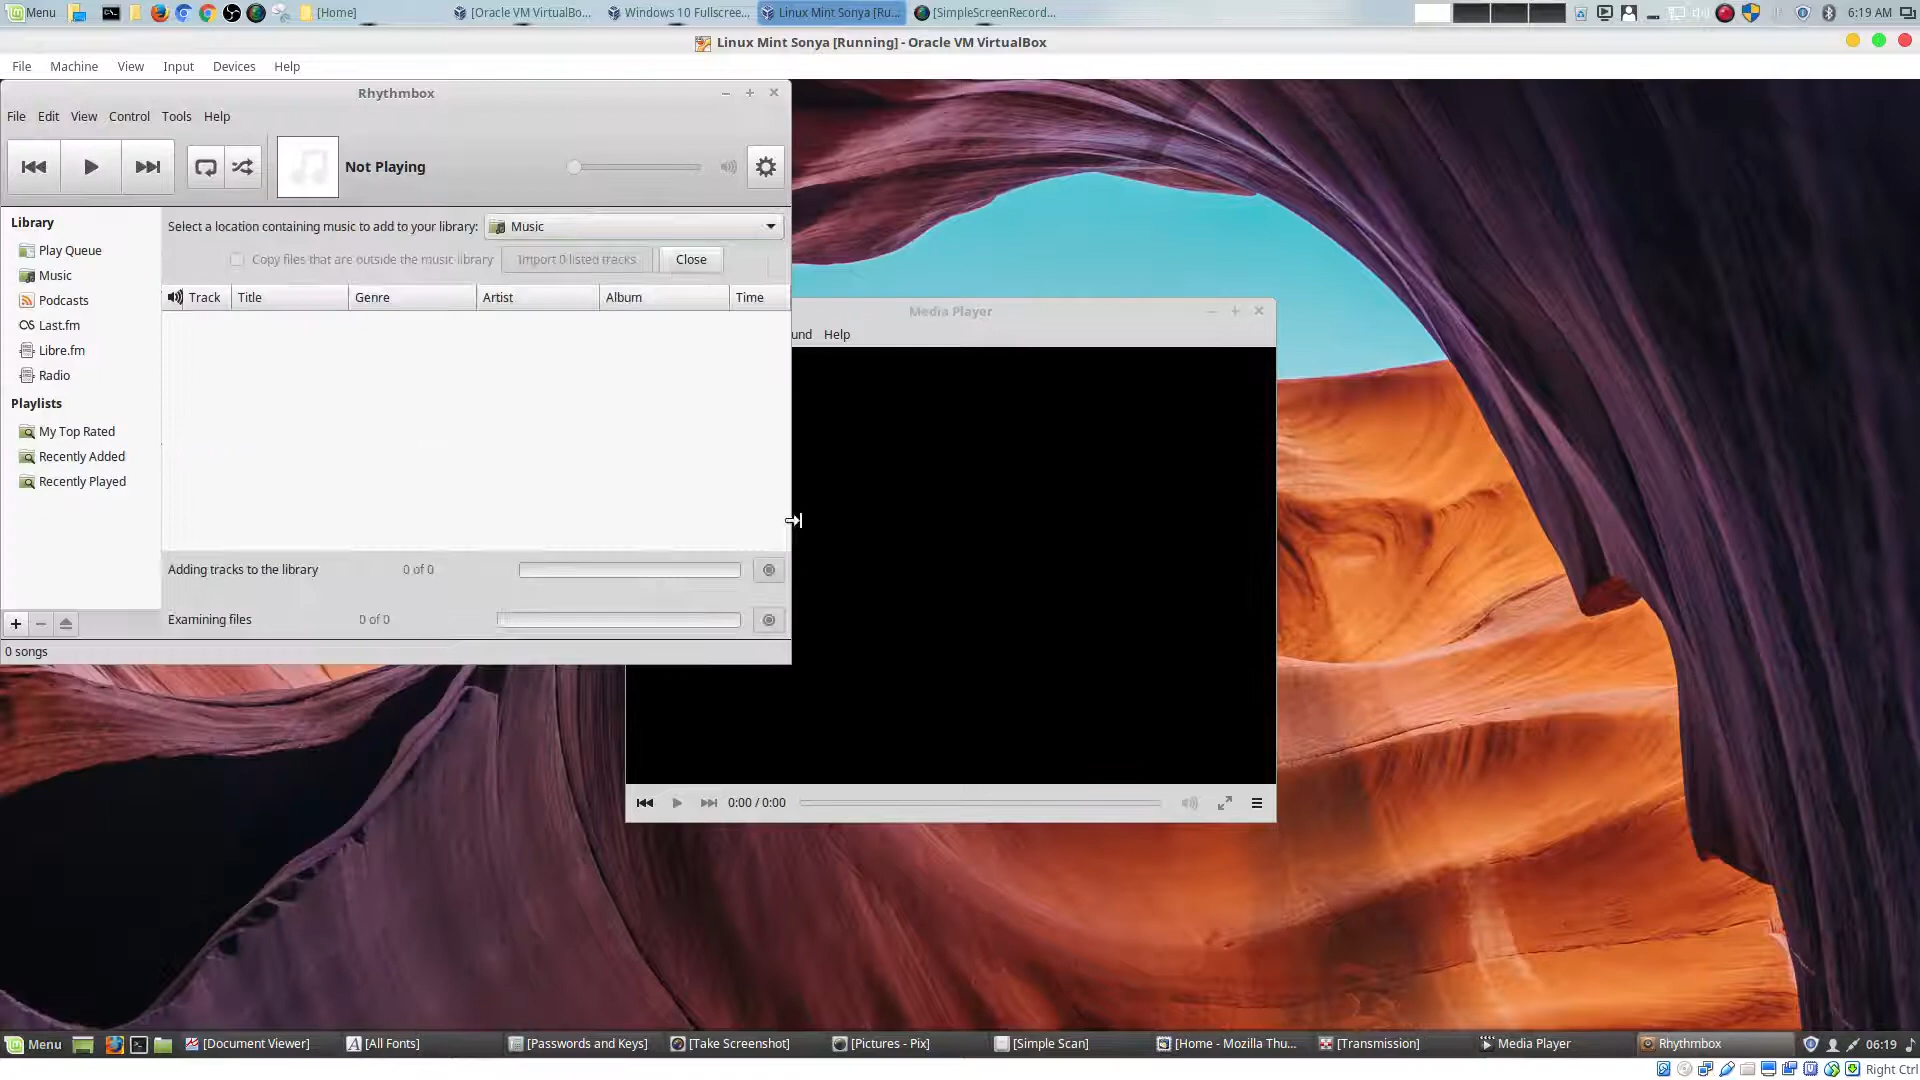 Menu
[Home]
[Oracle VM VirtualBo...
Windows 10 Fullscree...
Linux Mint Sonya [Ru...
[SimpleScreenRecord...
6:19 AM
Linux Mint Sonya [Running] - Oracle VM VirtualBox
File Machine View Input Devices Help
Rhythmbox
File Edit View Control Tools Help
Not Playing
Library
Play Queue
Music
Podcasts
Last.fm
Libre.fm
Radio
Playlists
My Top Rated
Recently Added
Recently Played
Select a location containing music to add to your library: Music
Copy files that are outside the music library Import 0 listed tracks Close
Track Title Genre Artist Album Time
Adding tracks to the library 0 of 0
Examining files 0 of 0
0 songs
Media Player
und Help
0:00 / 0:00
Menu
[Document Viewer]
[All Fonts]
[Passwords and Keys]
[Take Screenshot]
[Pictures - Pix]
[Simple Scan]
[Home - Mozilla Thu...
[Transmission]
Media Player
Rhythmbox
06:19
Right Ctrl